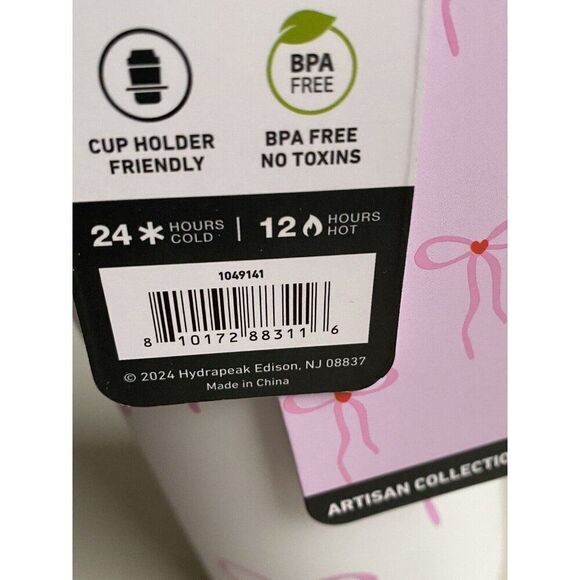 BPA
FREE
CUP HOLDER
FRIENDLY
BPA FREE
NO TOXINS
24 HOURS COLD | 12 HOURS HOT
1049141
8 10172 88311 6
© 2024 Hydrapeak Edison, NJ 08837
Made in China
ARTISAN COLLECTIO